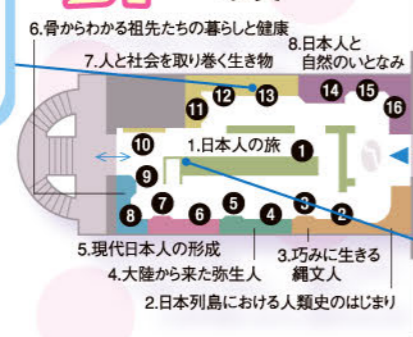 6.骨からわかる祖先たちの暮らしと健康
7.人と社会を取り巻く生き物
8.日本人と
自然のいとなみ
14
15
16
13
12
11
10
1.日本人の旅
1
9
8
7
6
5
4
3
2
5.現代日本人の形成
4.大陸から来た弥生人
3.巧みに生きる
縄文人
2.日本列島における人類史のはじまり